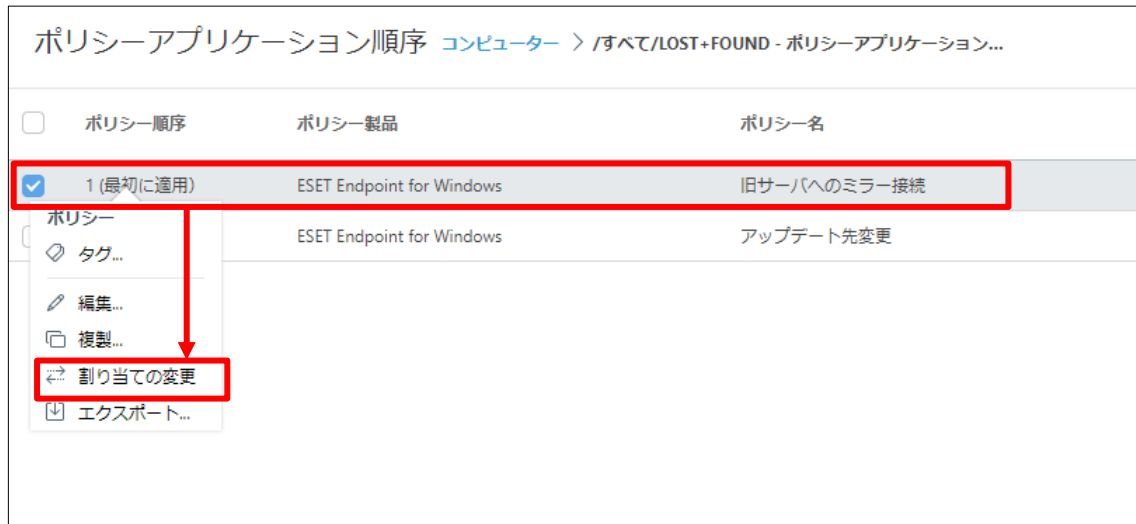 ポリシーアプリケーション順序 コンピューター > /すべて/LOST+FOUND - ポリシーアプリケーション...
ポリシー順序 ポリシー製品 ポリシー名
1 (最初に適用) ESET Endpoint for Windows 旧サーバへのミラー接続
ポリシー
ESET Endpoint for Windows アップデート先変更
タグ...
編集...
複製...
割り当ての変更
エクスポート...